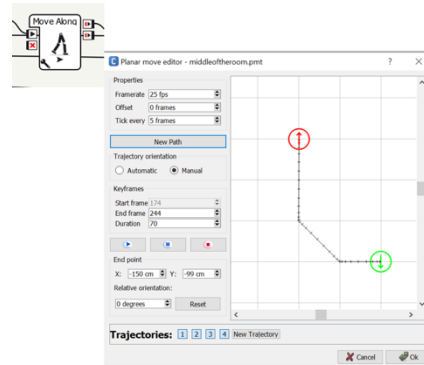 Move Along
Planar move editor - middleoftheroom.pmt
Properties
Framerate 25 fps
Offset 0 frames
Tick every 5 frames
New Path
Trajectory orientation
Automatic Manual
Keyframes
Start frame 174
End frame 244
Duration 70
End point
X: -150 cm Y: -99 cm
Relative orientation:
0 degrees Reset
Trajectories: 1 2 3 4 New Trajectory
Cancel Ok